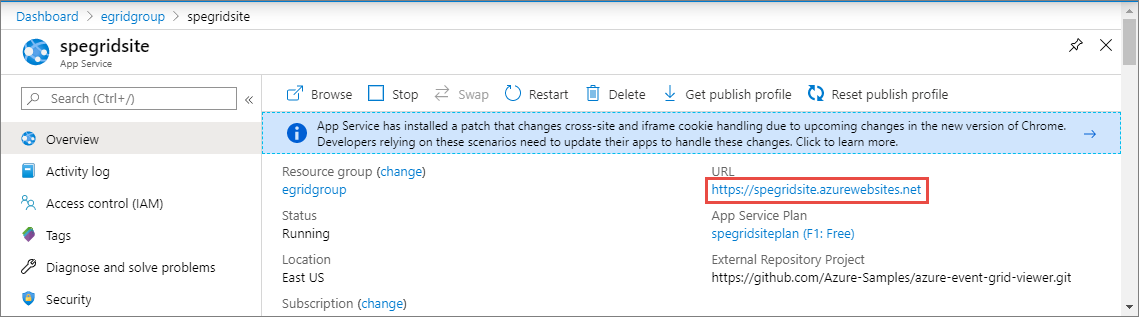 Dashboard > egridgroup > spegridsite
spegridsite
App Service
Search (Ctrl+/)
«
Overview
Activity log
Access control (IAM)
Tags
Diagnose and solve problems
Security
Browse Stop Swap Restart Delete Get publish profile Reset publish profile
App Service has installed a patch that changes cross-site and iframe cookie handling due to upcoming changes in the new version of Chrome.
Developers relying on these scenarios need to update their apps to handle these changes. Click to learn more.
Resource group (change)
egridgroup
Status
Running
Location
East US
Subscription (change)
URL
https://spegridsite.azurewebsites.net
App Service Plan
spegridsiteplan (F1: Free)
External Repository Project
https://github.com/Azure-Samples/azure-event-grid-viewer.git